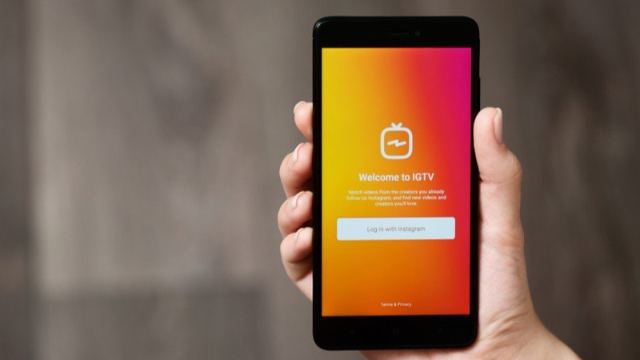 Welcome to IGTV
Watch videos from the creators you already
follow on Instagram, and find new videos and
creators you'll love.
Log in with Instagram
Terms & Privacy